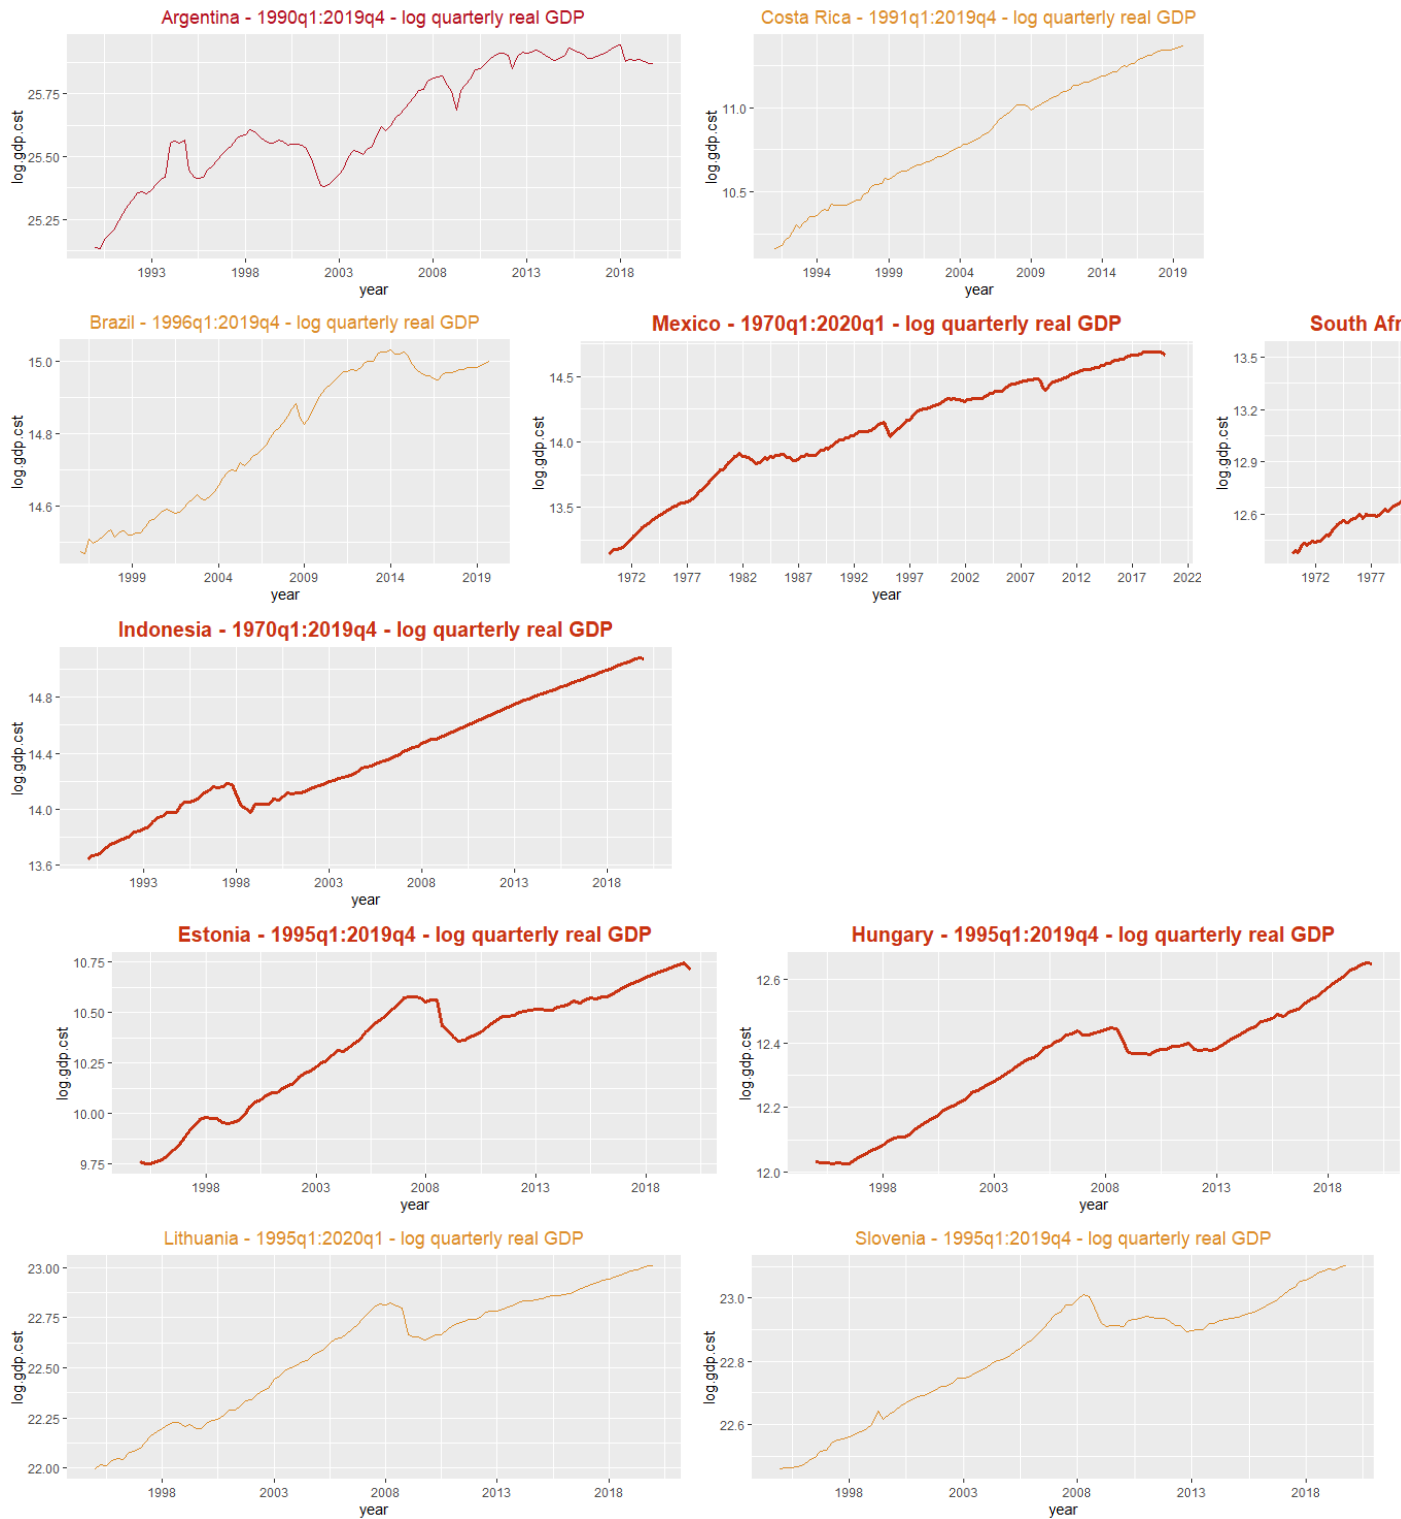 Argentina - 1990q1:2019q4 - log quarterly real GDP
log.gdp.cst
25.75
25.50
25.25
1993 1998 2003 2008 2013 2018
year
Costa Rica - 1991q1:2019q4 - log quarterly real GDP
log.gdp.cst
11.0
10.5
1994 1999 2004 2009 2014 2019
year
Brazil - 1996q1:2019q4 - log quarterly real GDP
log.gdp.cst
15.0
14.8
14.6
1999 2004 2009 2014 2019
year
Mexico - 1970q1:2020q1 - log quarterly real GDP
log.gdp.cst
14.5
14.0
13.5
1972 1977 1982 1987 1992 1997 2002 2007 2012 2017 2022
year
South Afr
log.gdp.cst
13.5
13.2
12.9
12.6
1972 1977
Indonesia - 1970q1:2019q4 - log quarterly real GDP
log.gdp.cst
14.8
14.4
14.0
13.6
1993 1998 2003 2008 2013 2018
year
Estonia - 1995q1:2019q4 - log quarterly real GDP
log.gdp.cst
10.75
10.50
10.25
10.00
9.75
1998 2003 2008 2013 2018
year
Hungary - 1995q1:2019q4 - log quarterly real GDP
log.gdp.cst
12.6
12.4
12.2
12.0
1998 2003 2008 2013 2018
year
Lithuania - 1995q1:2020q1 - log quarterly real GDP
log.gdp.cst
23.00
22.75
22.50
22.25
22.00
1998 2003 2008 2013 2018
year
Slovenia - 1995q1:2019q4 - log quarterly real GDP
log.gdp.cst
23.0
22.8
22.6
1998 2003 2008 2013 2018
year